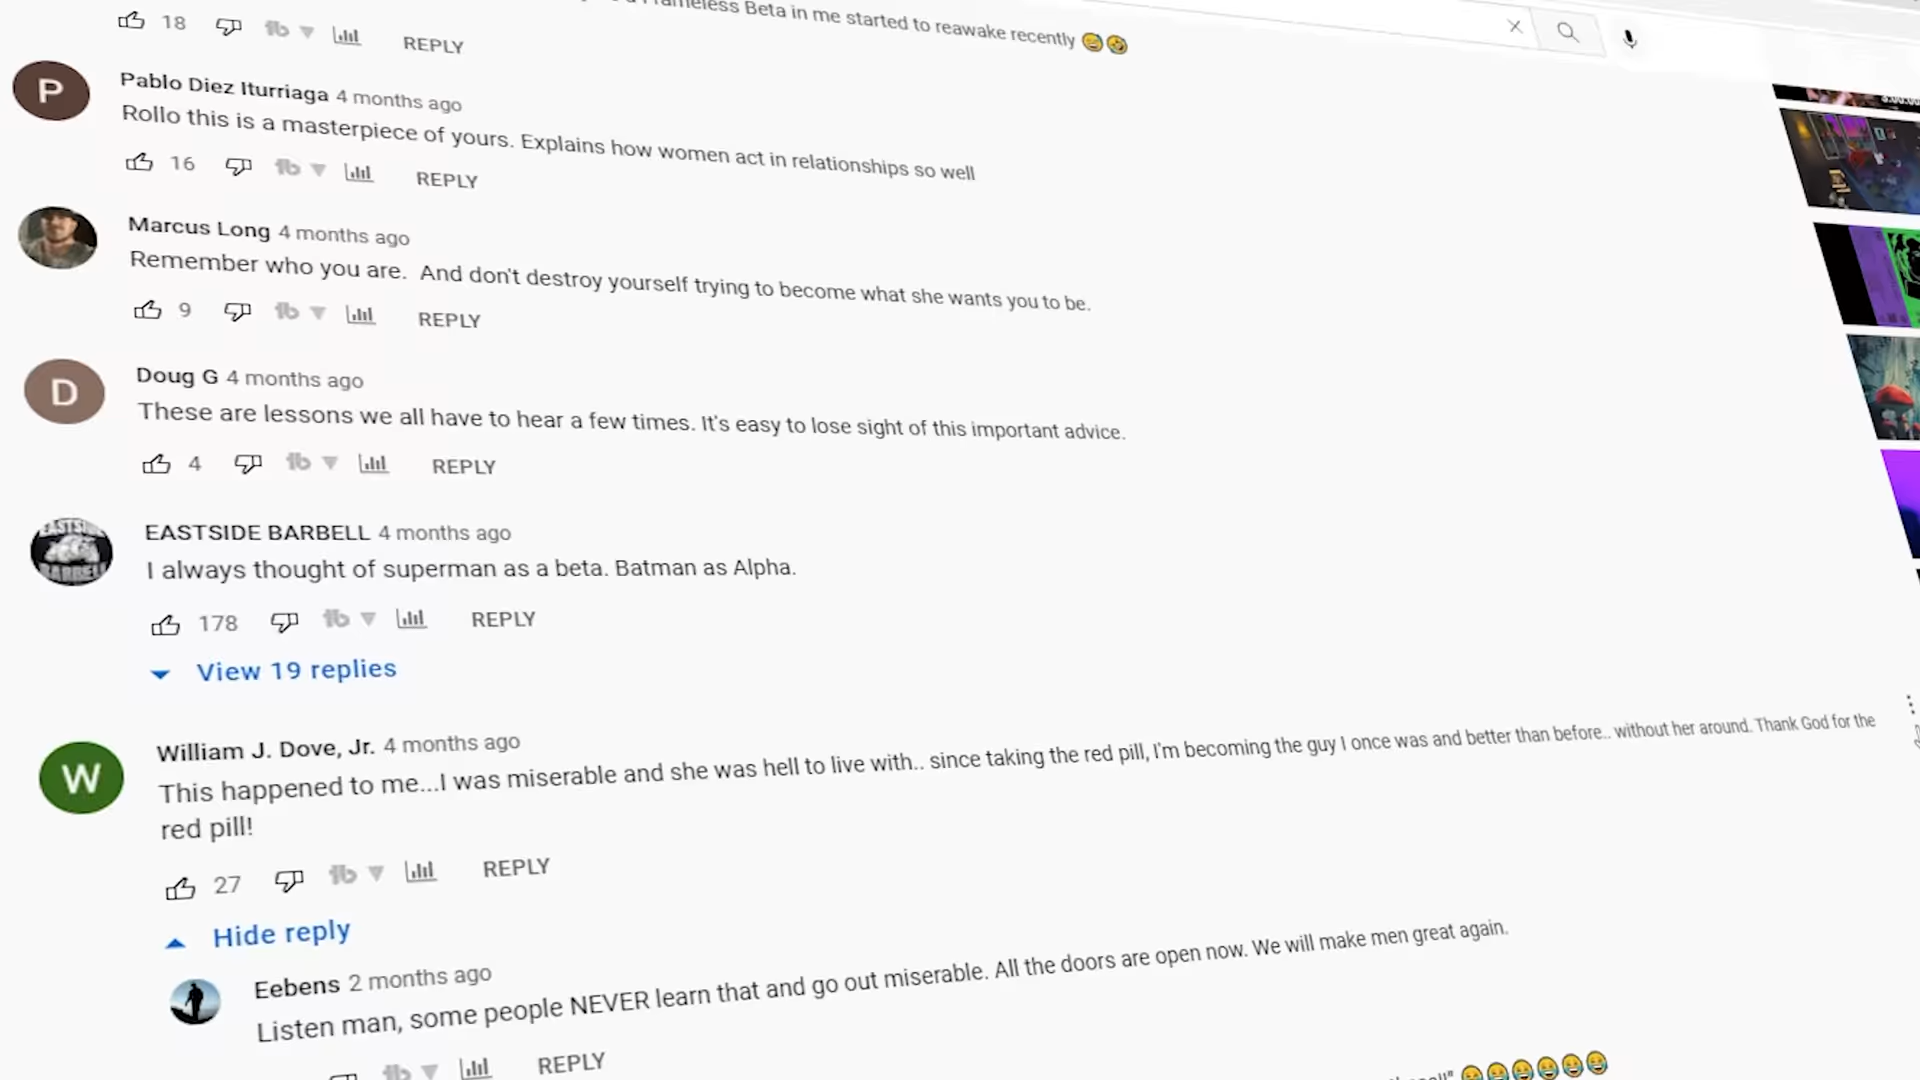 Beta in me started to reawake recently 😅🤣
18 REPLY
Pablo Diez Iturriaga 4 months ago
Rollo this is a masterpiece of yours. Explains how women act in relationships so well
16 REPLY
Marcus Long 4 months ago
Remember who you are. And don't destroy yourself trying to become what she wants you to be.
9 REPLY
D
Doug G 4 months ago
These are lessons we all have to hear a few times. It's easy to lose sight of this important advice.
4 REPLY
EASTSIDE BARBELL 4 months ago
I always thought of superman as a beta. Batman as Alpha.
178 REPLY
View 19 replies
W
William J. Dove, Jr. 4 months ago
This happened to me...I was miserable and she was hell to live with.. since taking the red pill, I'm becoming the guy I once was and better than before.. without her around. Thank God for the
red pill!
27 REPLY
Hide reply
Eebens 2 months ago
Listen man, some people NEVER learn that and go out miserable. All the doors are open now. We will make men great again.
REPLY